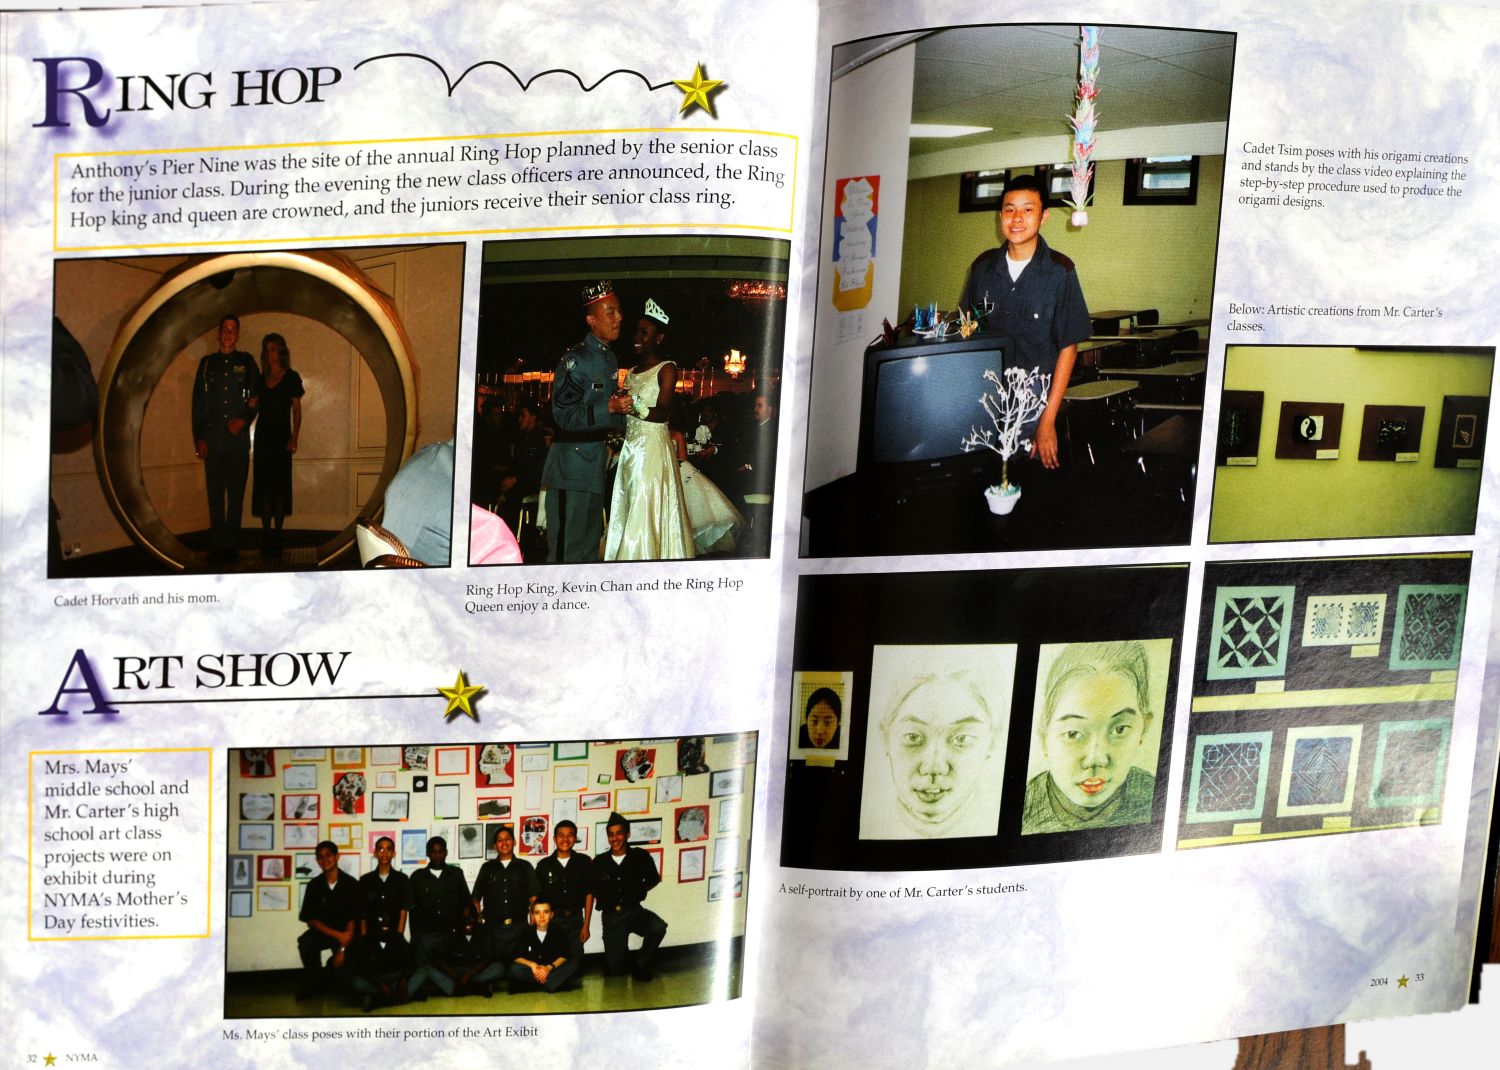 RING HOP
Anthony's Pier Nine was the site of the annual Ring Hop planned by the senior class
for the junior class. During the evening the new class officers are announced, the Ring
Hop king and queen are crowned, and the juniors receive their senior class ring.
Cadet Horvath and his mom.
Ring Hop King, Kevin Chan and the Ring Hop
Queen enjoy a dance.
ART SHOW
Mrs. Mays'
middle school and
Mr. Carter's high
school art class
projects were on
exhibit during
NYMA's Mother's
Day festivities.
Ms. Mays' class poses with their portion of the Art Exibit
32 NYMA
Cadet Tsim poses with his origami creations
and stands by the class video explaining the
step-by-step procedure used to produce the
origami designs.
Below: Artistic creations from Mr. Carter's
classes.
A self-portrait by one of Mr. Carter's students.
2004 33